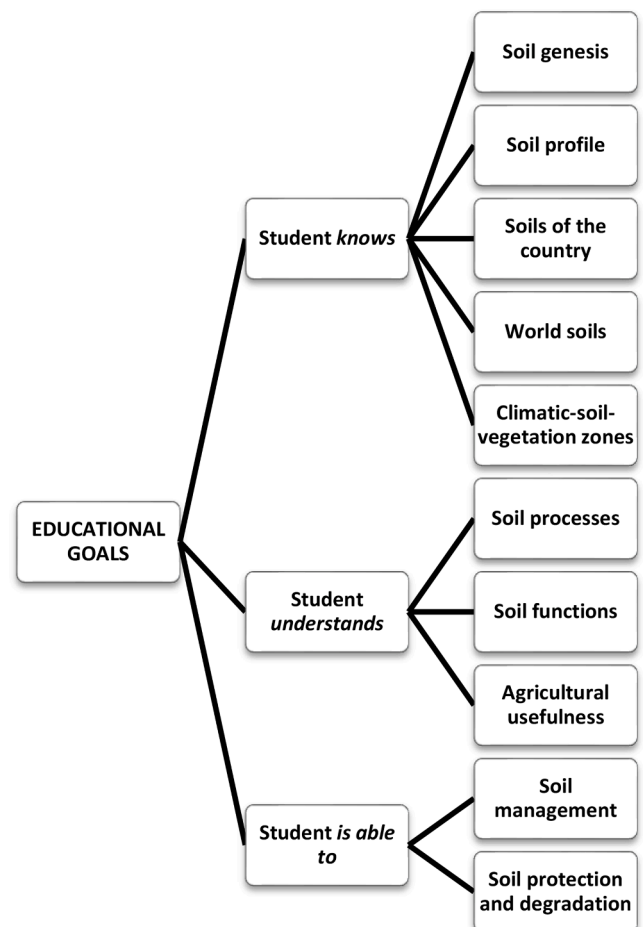 EDUCATIONAL
GOALS
Student knows
Soil genesis
Soil profile
Soils of the
country
World soils
Climatic-soil-
vegetation zones
Student
understands
Soil processes
Soil functions
Agricultural
usefulness
Student is able
to
Soil
management
Soil protection
and degradation